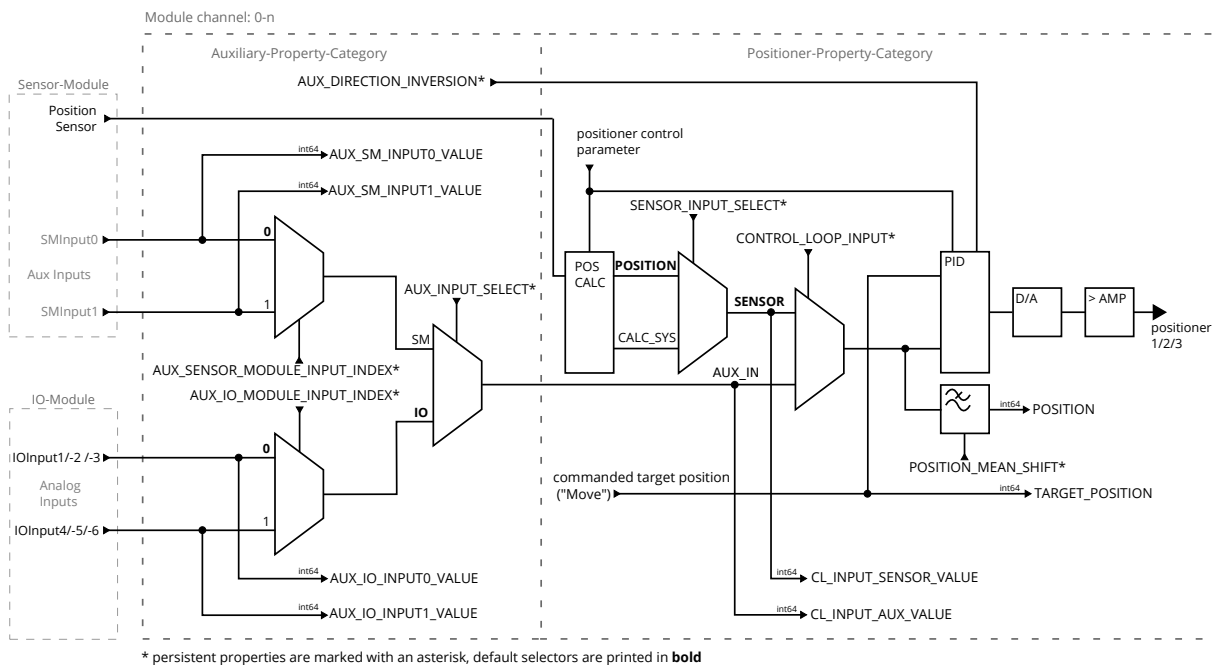 Module channel: 0-n
Auxiliary-Property-Category
Positioner-Property-Category
AUX_DIRECTION_INVERSION*
Sensor-Module
Position
Sensor
positioner control
parameter
int64
AUX_SM_INPUT0_VALUE
int64
AUX_SM_INPUT1_VALUE
SENSOR_INPUT_SELECT*
SMInput0
0
CONTROL_LOOP_INPUT*
Aux Inputs
POS
CALC
POSITION
PID
SMInput1
1
AUX_INPUT_SELECT*
SENSOR
D/A
> AMP
positioner
1/2/3
SM
CALC_SYS
AUX_SENSOR_MODULE_INPUT_INDEX*
AUX_IN
AUX_IO_MODULE_INPUT_INDEX*
IO-Module
IO
int64
POSITION
IOInput1/-2 /-3
0
POSITION_MEAN_SHIFT*
Analog
Inputs
commanded target position
("Move")
int64
TARGET_POSITION
IOInput4/-5/-6
1
int64
AUX_IO_INPUT0_VALUE
int64
CL_INPUT_SENSOR_VALUE
int64
AUX_IO_INPUT1_VALUE
int64
CL_INPUT_AUX_VALUE
* persistent properties are marked with an asterisk, default selectors are printed in bold